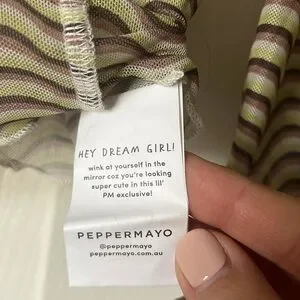 HEY DREAM GIRL!
wink at yourself in the
mirror coz you're looking
super cute in this lil'
PM exclusive!
PEPPERMAYO
@peppermayo
peppermayo.com.au